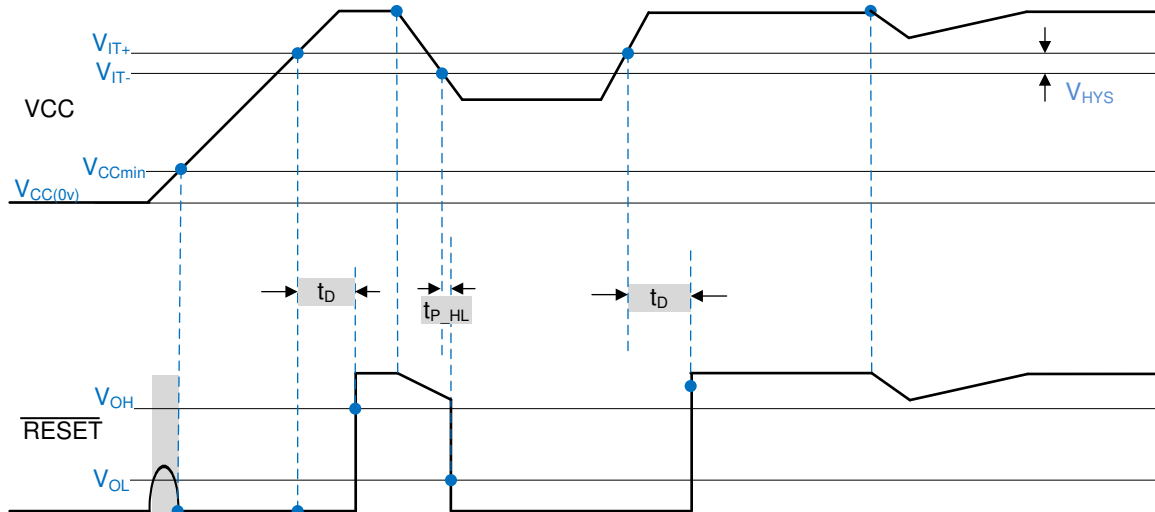 VIT+
VIT-
VCC
VHYS
VCCmin
VCC(0v)
tD
tP_HL
tD
VOH
RESET
VOL